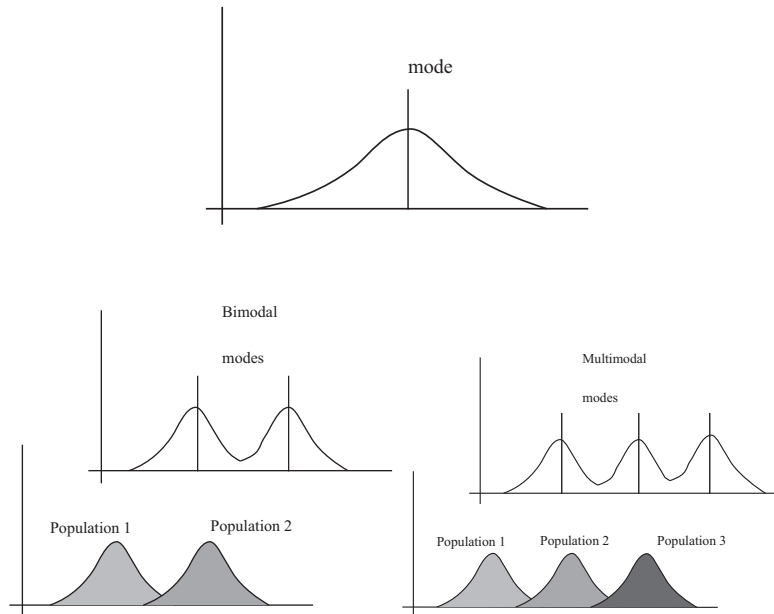 mode
Bimodal
modes
Population 1
Population 2
Multimodal
modes
Population 1
Population 2
Population 3